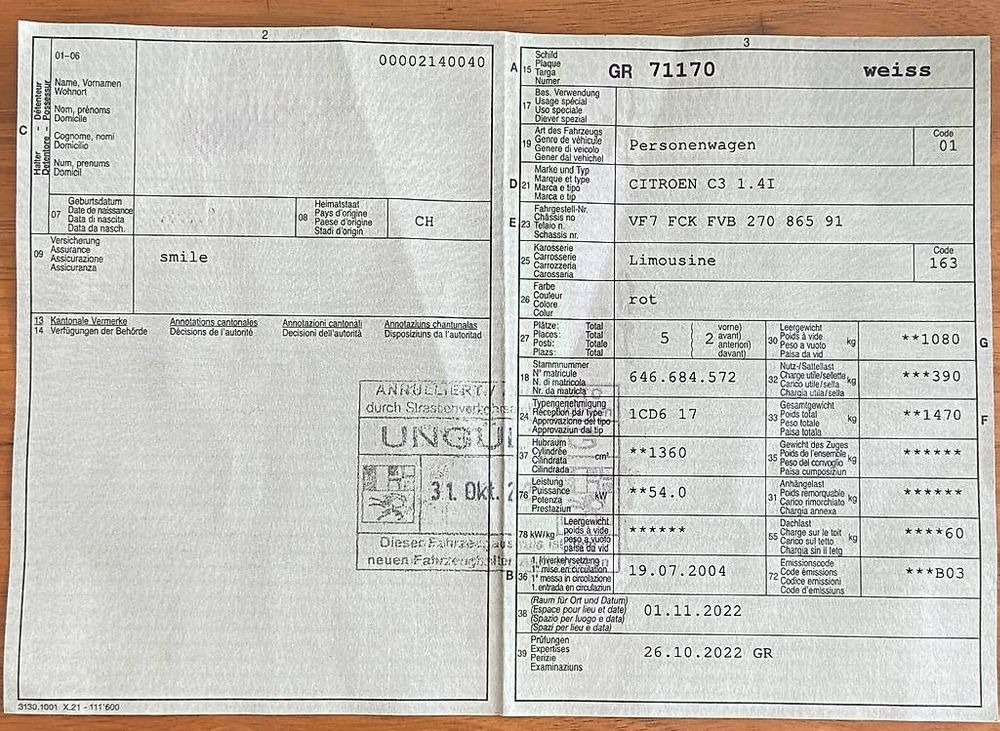 2
01-06
00002140040
C
Halter - Détenteur
Detentore - Possessur
Name, Vornamen
Wohnort
Nom, prénoms
Domicile
Cognome, nomi
Domicilio
Num, prenums
Domicil
07
Geburtsdatum
Date de naissance
Data di nascita
Data da nasch.
08
Heimatstaat
Pays d'origine
Paese d'origine
Stadi d'origin
CH
09
Versicherung
Assurance
Assicurazione
Assicuranza
smile
13 Kantonale Vermerke Annotations cantonales Annotazioni cantonali Annotaziuns chantunalas
14 Verfügungen der Behörde Décisions de l'autorité Decisioni dell'autorità Disposiziuns da l'autoritad
ANNULLIERT /
durch Strassenverkehrsa
UNGÜL
31. Okt. 2
Dieser Fahrzeugausweis ist
neuen Fahrzeughalter
3130.1001 X.21 - 111'600
3
A 15
Schild
Plaque
Targa
Numer
GR 71170 weiss
17
Bes. Verwendung
Usage spécial
Uso speciale
Diever spezial
19
Art des Fahrzeugs
Genre de véhicule
Genere di veicolo
Gener dal vehichel
Personenwagen
Code
01
D 21
Marke und Typ
Marque et type
Marca e tipo
Marca e tip
CITROEN C3 1.4I
E 23
Fahrgestell-Nr.
Châssis no
Telaio n.
Schassis nr.
VF7 FCK FVB 270 865 91
25
Karosserie
Carrosserie
Carrozzeria
Carossaria
Limousine
Code
163
26
Farbe
Couleur
Colore
Colur
rot
27
Plätze: Total
Places: Total
Posti: Totale
Plazs: Total
5
2
vorne)
avant)
anteriori)
davant)
30
Leergewicht
Poids à vide
Peso a vuoto
Paisa da vid
kg
**1080
G
18
Stammnummer
N° matricule
N. di matricola
Nr. da matricla
646.684.572
32
Nutz-/Sattellast
Charge utile/sellette
Carico utile/sella
Chargia utila/sella
kg
***390
24
Typengenehmigung
Réception par type
Approvazione del tipo
Approvaziun dal tip
1CD6 17
33
Gesamtgewicht
Poids total
Peso totale
Paisa totala
kg
**1470
F
37
Hubraum
Cylindrée
Cilindrata
Cilindrada
cm³
**1360
35
Gewicht des Zuges
Poids de l'ensemble
Peso del convoglio
Paisa cumposiziun
kg
******
76
Leistung
Puissance
Potenza
Prestaziun
kW
**54.0
31
Anhängelast
Poids remorquable
Carico rimorchiato
Chargia annexa
kg
******
78 kW/kg
Leergewicht
poids à vide
peso a vuoto
paisa da vid
******
55
Dachlast
Charge sur le toit
Carico sul tetto
Chargia sin il tetg
kg
****60
B 36
1. Inverkehrsetzung
1re mise en circulation
1a messa in circolazione
1. entrada en circulaziun
19.07.2004
72
Emissionscode
Code émissions
Codice emissioni
Code d'emissiuns
***B03
38
(Raum für Ort und Datum)
(Espace pour lieu et date)
(Spazio per luogo e data)
(Spazi per lieu e data)
01.11.2022
39
Prüfungen
Expertises
Perizie
Examinaziuns
26.10.2022 GR